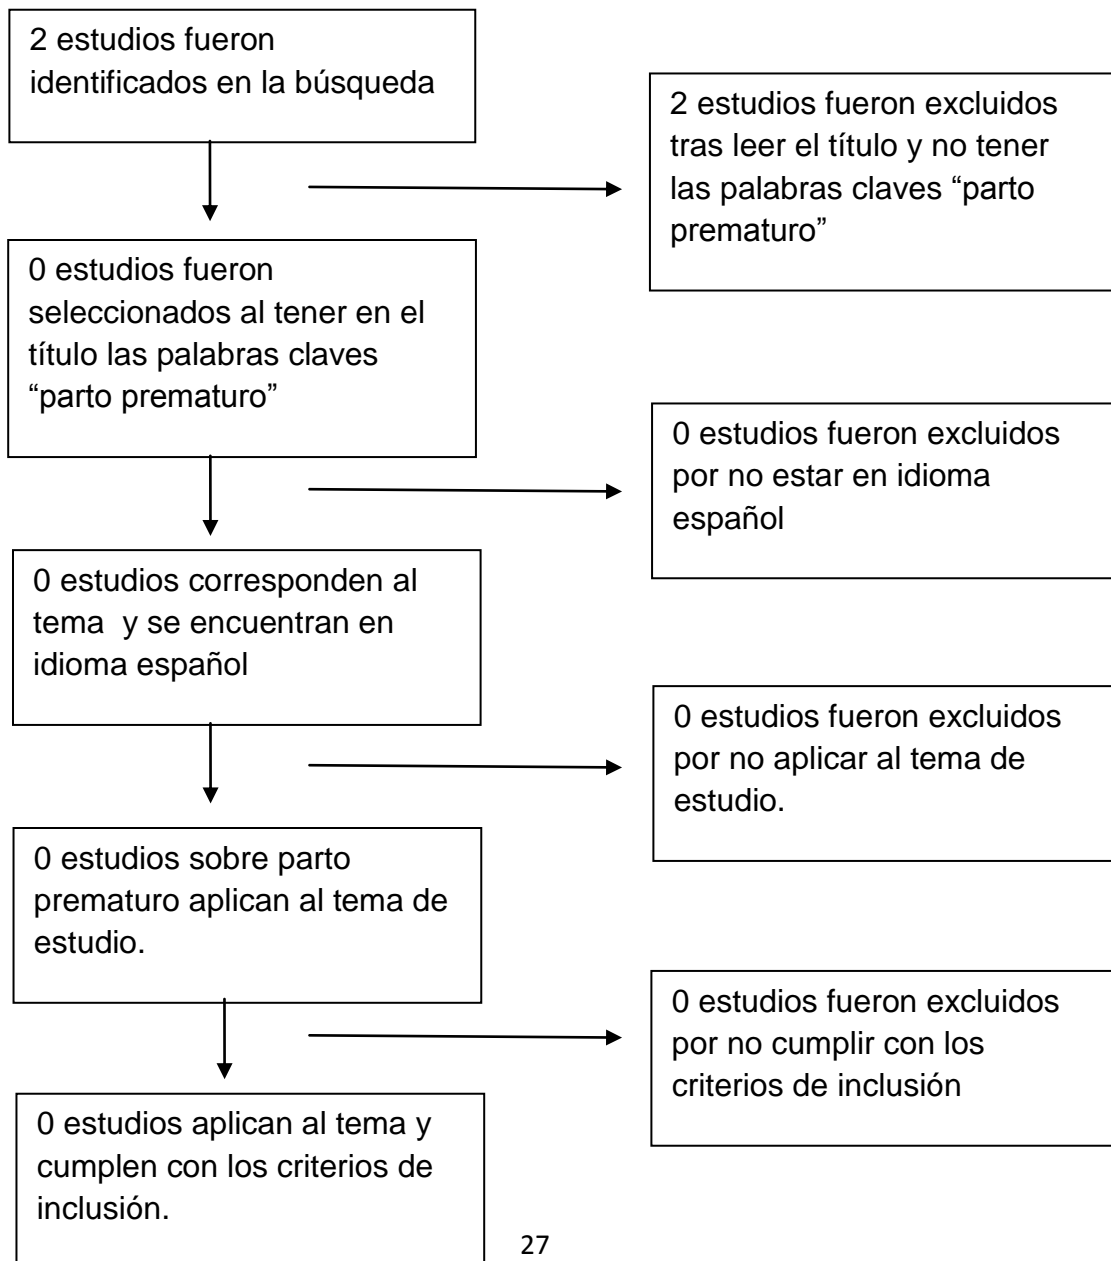 2 estudios fueron
identificados en la búsqueda
2 estudios fueron excluidos
tras leer el título y no tener
las palabras claves “parto
prematuro”
0 estudios fueron
seleccionados al tener en el
título las palabras claves
“parto prematuro”
0 estudios fueron excluidos
por no estar en idioma
español
0 estudios corresponden al
tema  y se encuentran en
idioma español
0 estudios fueron excluidos
por no aplicar al tema de
estudio.
0 estudios sobre parto
prematuro aplican al tema de
estudio.
0 estudios fueron excluidos
por no cumplir con los
criterios de inclusión
0 estudios aplican al tema y
cumplen con los criterios de
inclusión.
27